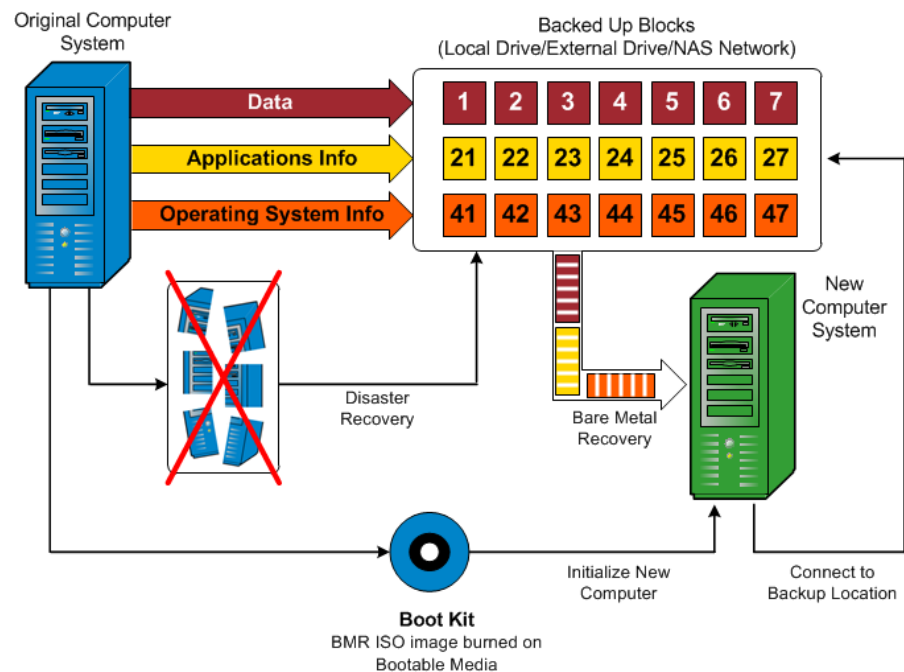 Original Computer
System
Backed Up Blocks
(Local Drive/External Drive/NAS Network)
Data
1 2 3 4 5 6 7
Applications Info
21 22 23 24 25 26 27
Operating System Info
41 42 43 44 45 46 47
New
Computer
System
Disaster
Recovery
Bare Metal
Recovery
Initialize New
Computer
Connect to
Backup Location
Boot Kit
BMR ISO image burned on
Bootable Media